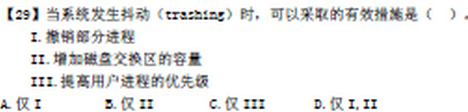 【29】当系统发生抖动（trashing）时，可以采取的有效措施是（ ）。
I.撤销部分进程
II.增加磁盘交换区的容量
III.提高用户进程的优先级
A.仅 I B.仅 II C.仅 III D.仅 I,II